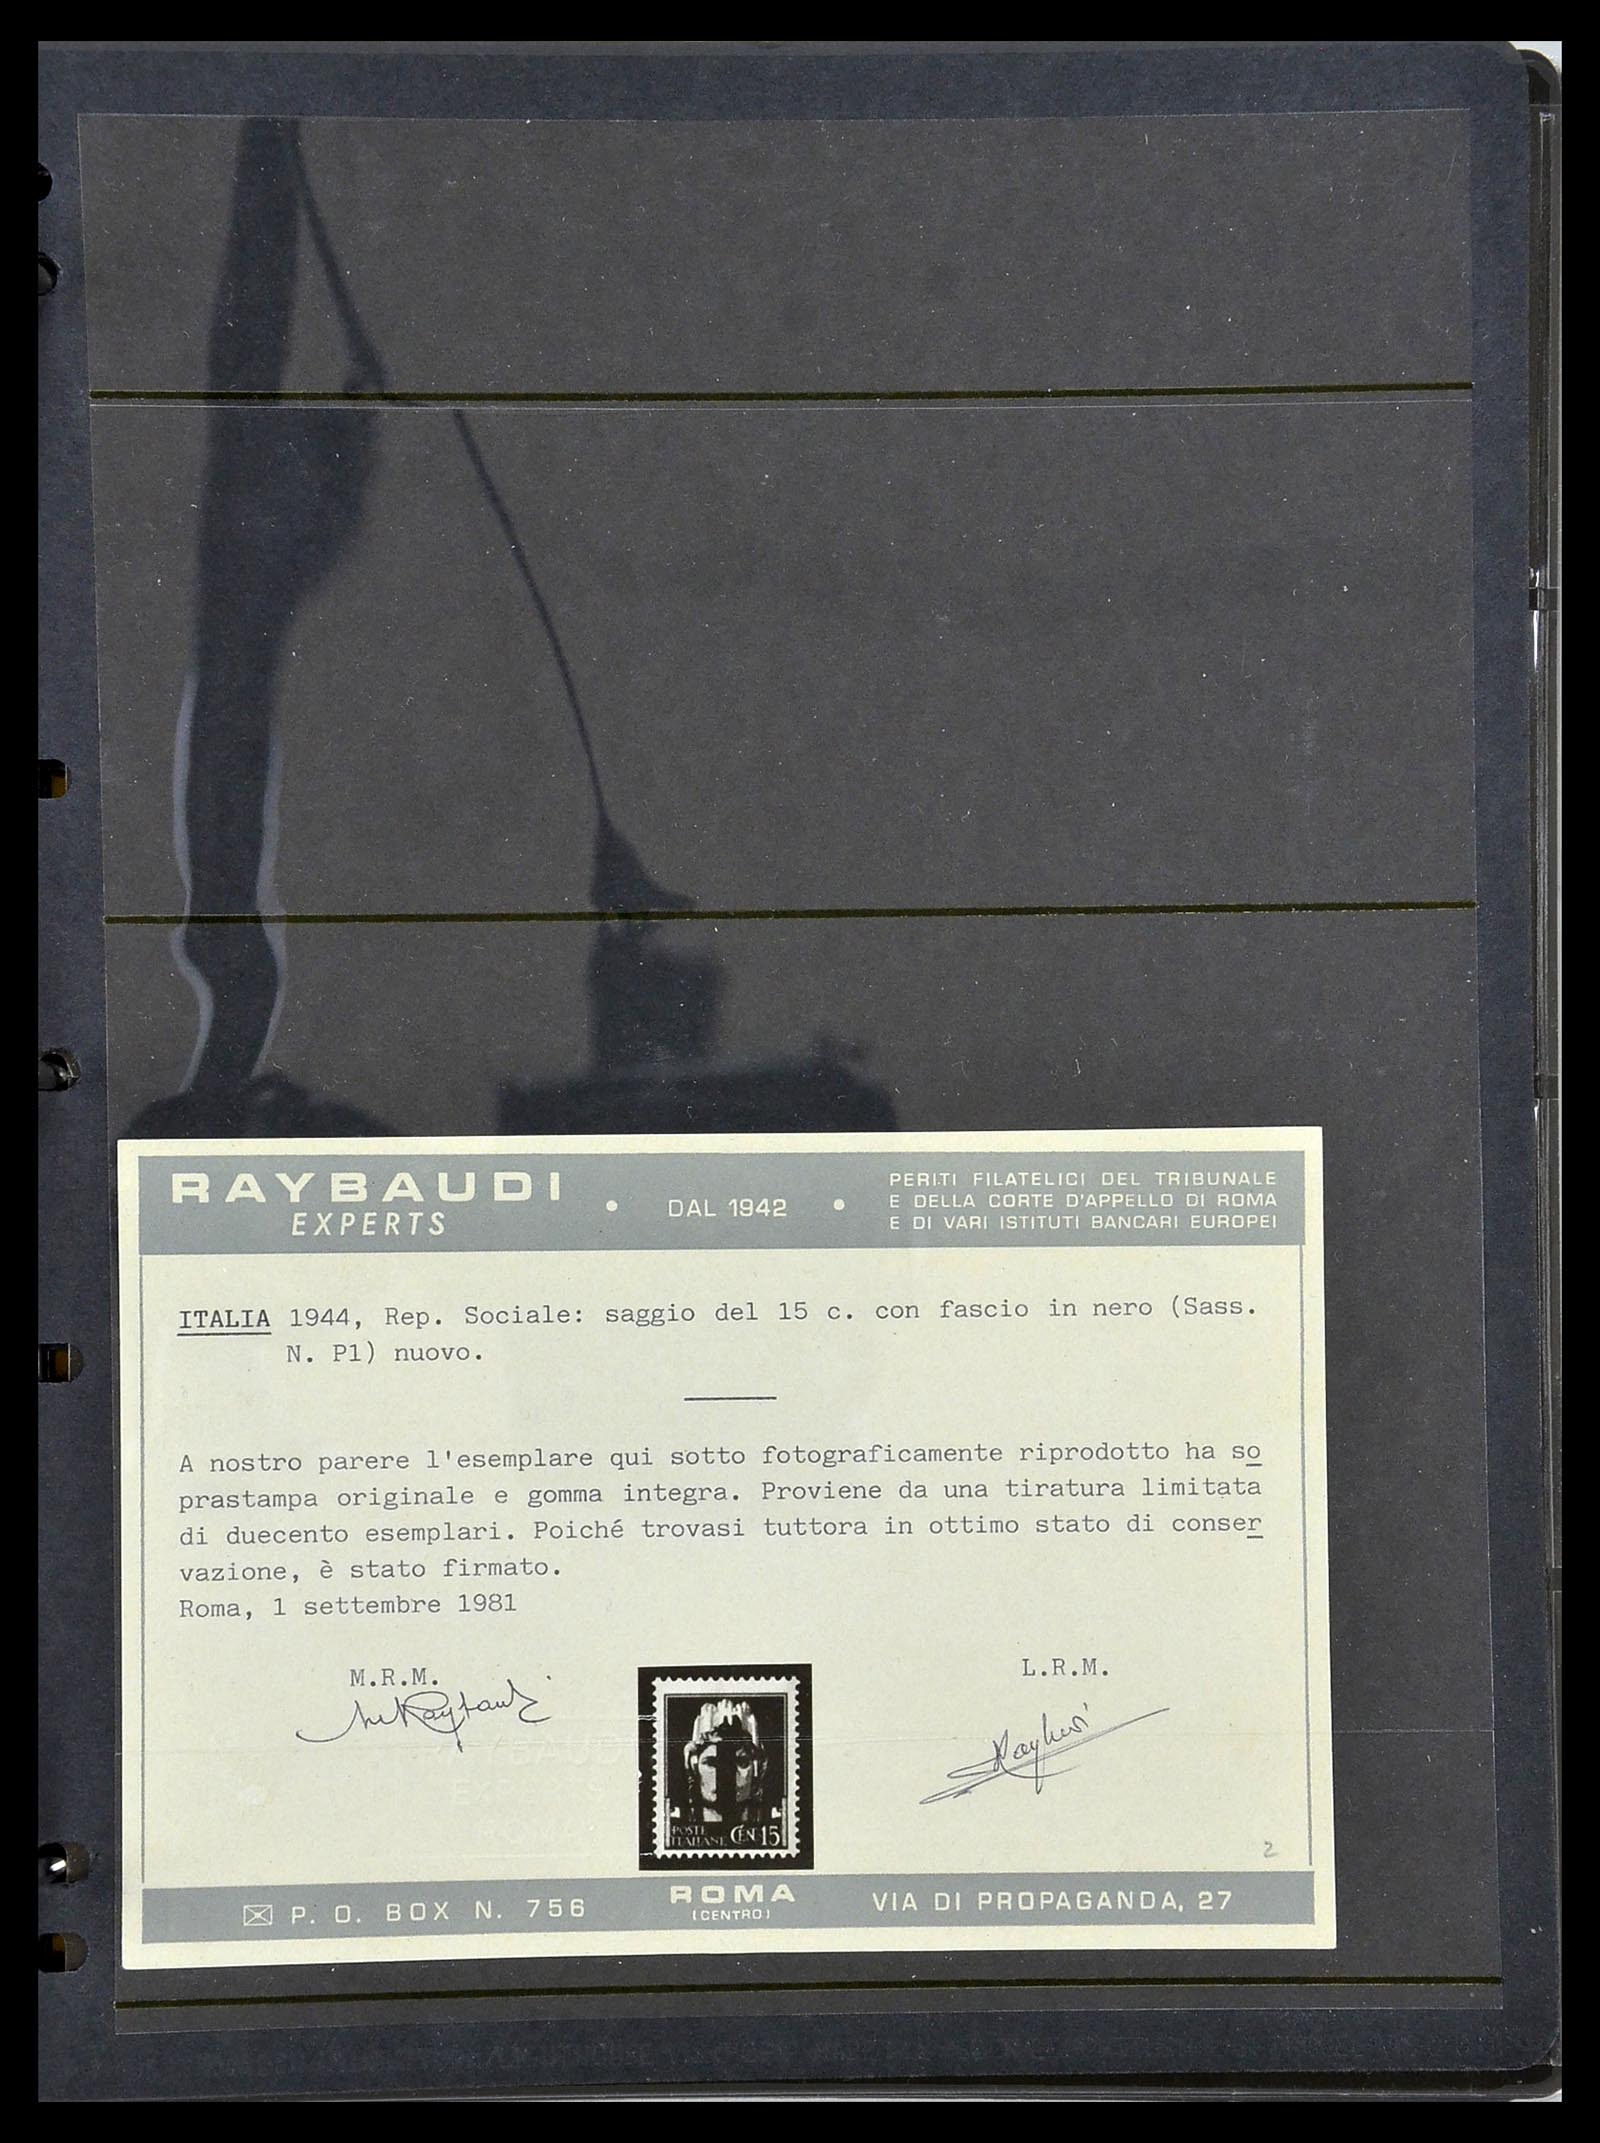 RAYBAUDI
EXPERTS
• DAL 1942 •
PERITI FILATELICI DEL TRIBUNALE
E DELLA CORTE D'APPELLO DI ROMA
E DI VARI ISTITUTI BANCARI EUROPEI
ITALIA 1944, Rep. Sociale: saggio del 15 c. con fascio in nero (Sass.
N. P1) nuovo.
A nostro parere l'esemplare qui sotto fotograficamente riprodotto ha so
prastampa originale e gomma integra. Proviene da una tiratura limitata
di duecento esemplari. Poiché trovasi tuttora in ottimo stato di conser
vazione, è stato firmato.
Roma, 1 settembre 1981
M.R.M.
L.R.M.
RAYBAUDI
EXPERTS
POSTE
ITALIANE CEN 15
2
P. O. BOX N. 756
ROMA
(CENTRO)
VIA DI PROPAGANDA, 27